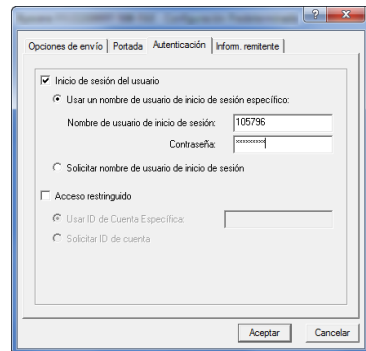 Opciones de envío Portada Autenticación Inform. remitente
Inicio de sesión del usuario
Usar un nombre de usuario de inicio de sesión específico:
Nombre de usuario de inicio de sesión: 105796
Contraseña: ××××××××
Solicitar nombre de usuario de inicio de sesión
Acceso restringido
Usar ID de Cuenta Específica:
Solicitar ID de cuenta
Aceptar Cancelar